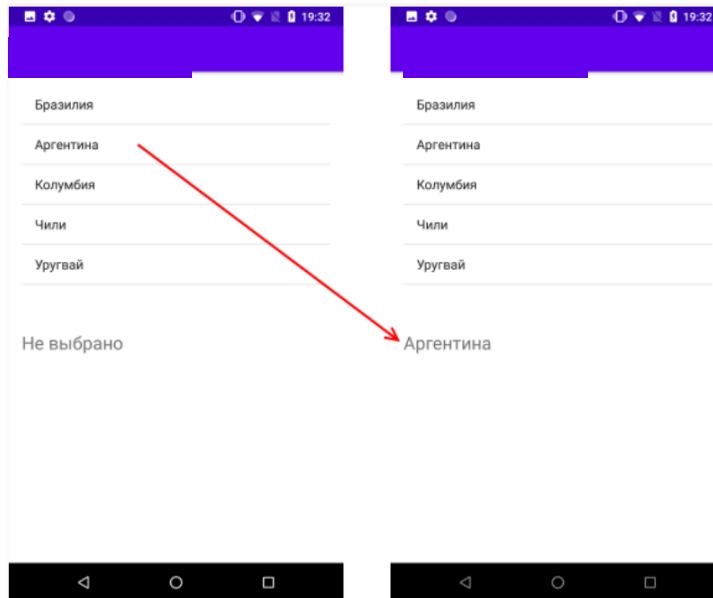 19:32
Бразилия
Аргентина
Колумбия
Чили
Уругвай
Не выбрано
19:32
Бразилия
Аргентина
Колумбия
Чили
Уругвай
Аргентина